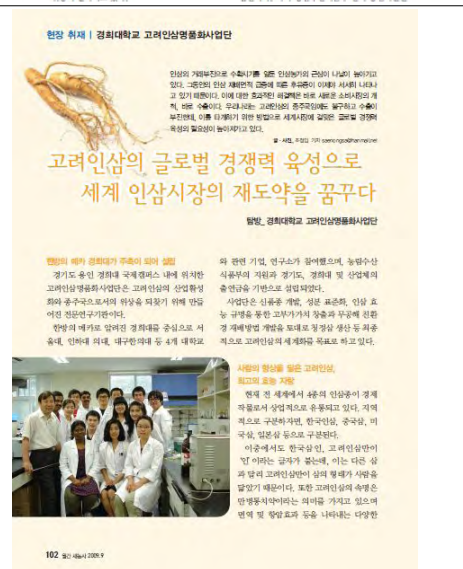 현장 취재 | 경희대학교 고려인삼명품화사업단
인삼의 거래부진으로 수확시기를 앞둔 인삼농가의 근심이 나날이 높아가고
있다. 그동안의 인삼 재배면적 급증에 따른 후유증이 이제야 서서히 나타나
고 있기 때문이다. 이에 대한 효과적인 해결책은 바로 새로운 소비시장의 개
척, 바로 수출이다. 우리나라는 고려인삼의 종주국임에도 불구하고 수출이
부진한데, 이를 타개하기 위한 방법으로 세계시장에 걸맞은 글로벌 경쟁력
육성의 필요성이 높아져가고 있다.
고려인삼의 글로벌 경쟁력 육성으로
세계 인삼시장의 재도약을 꿈꾸다
탐방_ 경희대학교 고려인삼명품화사업단
한방의 메카 경희대가 주축이 되어 설립
경기도 용인 경희대 국제캠퍼스 내에 위치한
고려인삼명품화사업단은 고려인삼의 산업활성
화와 종주국으로서의 위상을 되찾기 위해 만들
어진 전문연구기관이다.
한방의 메카로 알려진 경희대를 중심으로 서
울대, 인하대 의대, 대구한의대 등 4개 대학교
와 관련 기업, 연구소가 참여했으며, 농림수산
식품부의 지원과 경기도, 경희대 및 산업체의
출연금을 기반으로 설립되었다.
사업단은 신품종 개발, 성분 표준화, 인삼 효
능 규명을 통한 고부가가치 창출과 무공해 친환
경 재배방법 개발을 토대로 청정삼 생산 등 최종
적으로 고려인삼의 세계화를 목표로 하고 있다.
사람의 형상을 닮은 고려인삼,
최고의 효능 자랑
현재 전 세계에서 4종의 인삼종이 경제
작물로서 상업적으로 유통되고 있다. 지역
적으로 구분하자면, 한국인삼, 중국삼, 미
국삼, 일본삼 등으로 구분된다.
이중에서도 한국삼인, 고려인삼만이
'인' 이라는 글자가 붙는데, 이는 다른 삼
과 달리 고려인삼만이 삼의 형태가 사람을
닮았기 때문이다. 또한 고려인삼의 속명은
만병통치약이라는 의미를 가지고 있으며
면역 및 항암효과 등을 나타내는 다양한
102 월간 새농사 2009.9